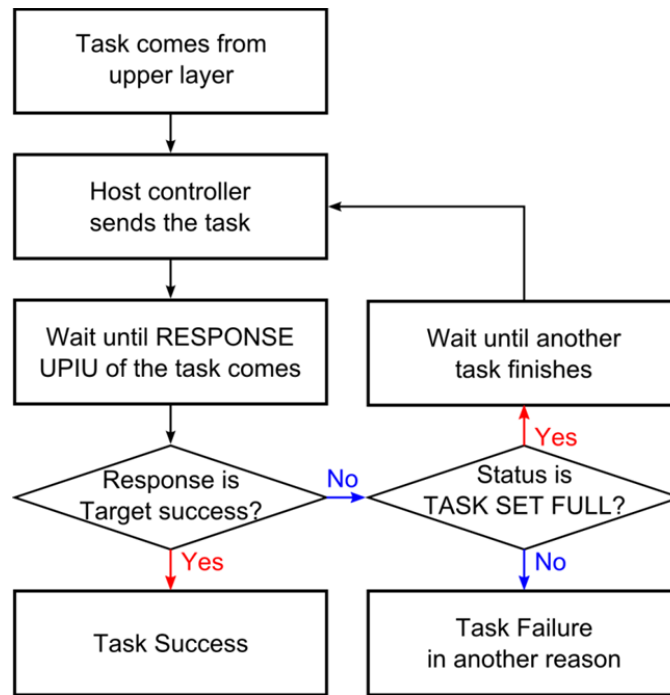 Task comes from
upper layer
Host controller
sends the task
Wait until RESPONSE
UPIU of the task comes
Wait until another
task finishes
Yes
Response is
Target success?
No
Status is
TASK SET FULL?
Yes
No
Task Success
Task Failure
in another reason